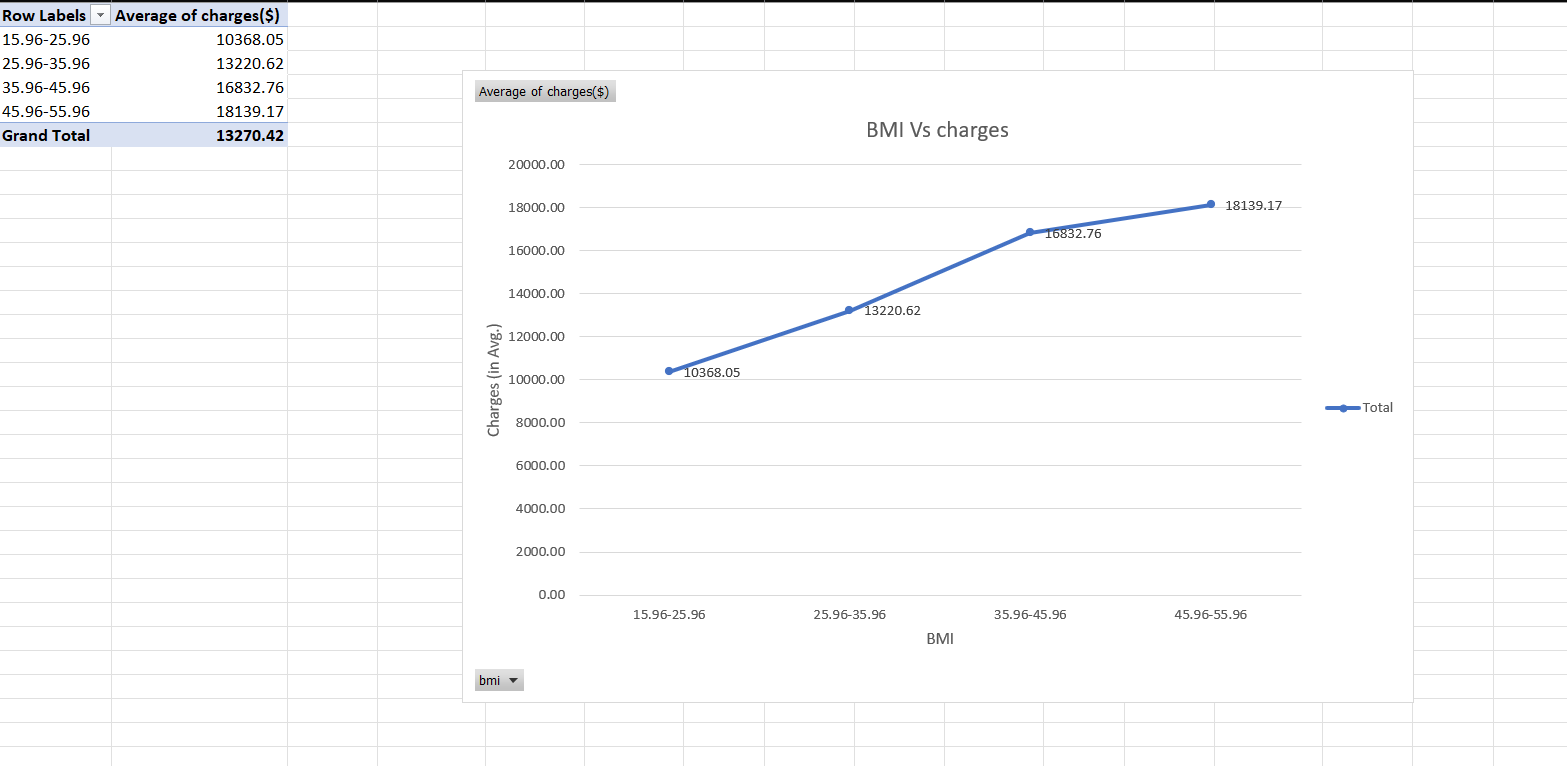 Row Labels Average of charges($)
15.96-25.96 10368.05
25.96-35.96 13220.62
35.96-45.96 16832.76
45.96-55.96 18139.17
Grand Total 13270.42
Average of charges($)
BMI Vs charges
20000.00
18000.00
16000.00
14000.00
12000.00
10000.00
8000.00
6000.00
4000.00
2000.00
0.00
Charges (in Avg.)
10368.05
13220.62
16832.76
18139.17
Total
15.96-25.96 25.96-35.96 35.96-45.96 45.96-55.96
BMI
bmi